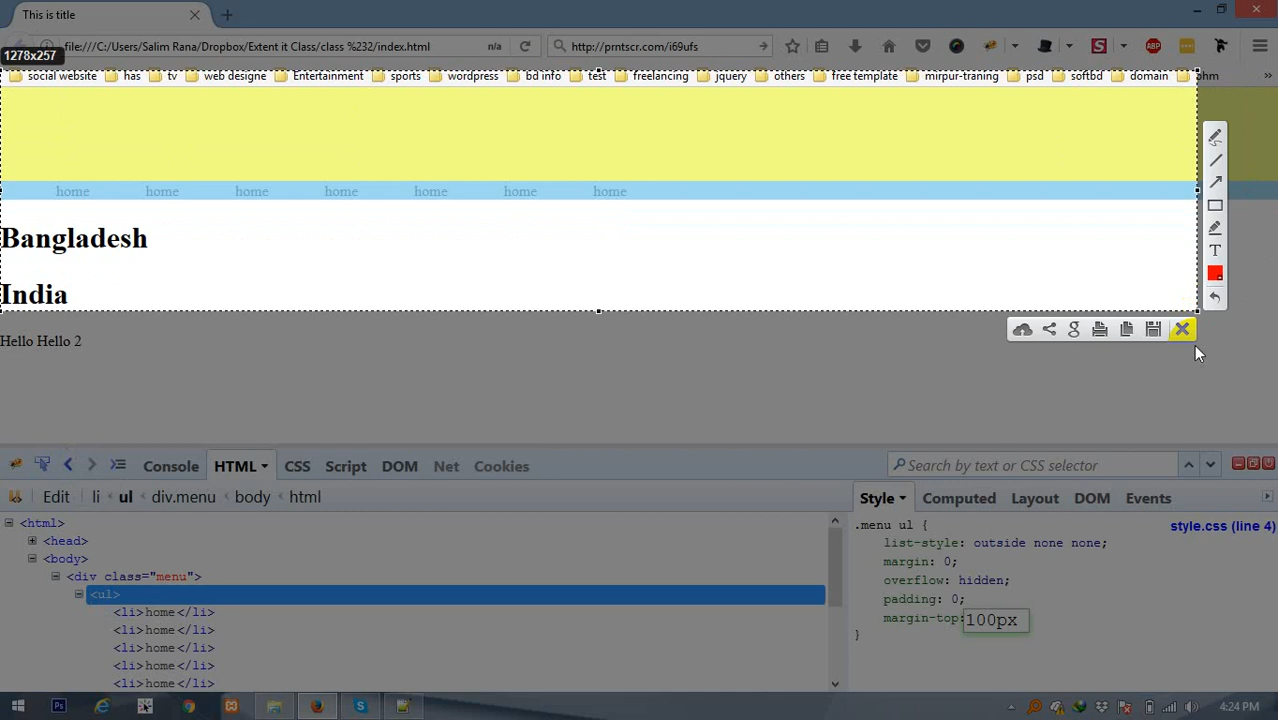 This is title
file:///C:/Users/Salim Rana/Dropbox/Extent it Class/class %232/index.html
n/a
http://prntscr.com/i69ufs
ABP
1278x257
social website has tv web designe Entertainment sports wordpress bd info test freelancing jquery others free template mirpur-traning psd softbd domain
home home home home home home home
Bangladesh
India
Hello Hello 2
Console HTML CSS Script DOM Net Cookies
Search by text or CSS selector
Edit li < ul < div.menu < body < html
Style Computed Layout DOM Events
<html>
<head>
<body>
<div class="menu">
<ul>
<li>home</li>
<li>home</li>
<li>home</li>
<li>home</li>
<li>home</li>
.menu ul {
style.css (line 4)
list-style: outside none none;
margin: 0;
overflow: hidden;
padding: 0;
margin-top: 100px
}
4:24 PM